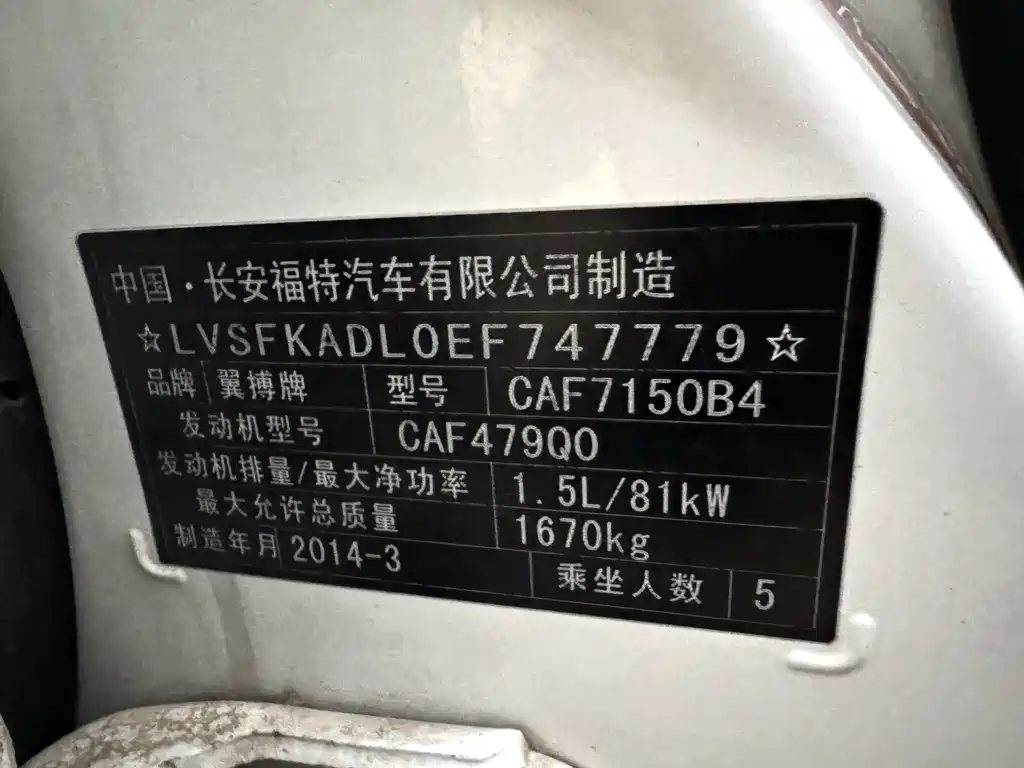 中国·长安福特汽车有限公司制造
☆LVSFKADL0EF747779☆
品牌 翼搏牌 型号 CAF7150B4
发动机型号 CAF479Q0
发动机排量/最大净功率 1.5L/81kW
最大允许总质量 1670kg
制造年月 2014-3 乘坐人数 5